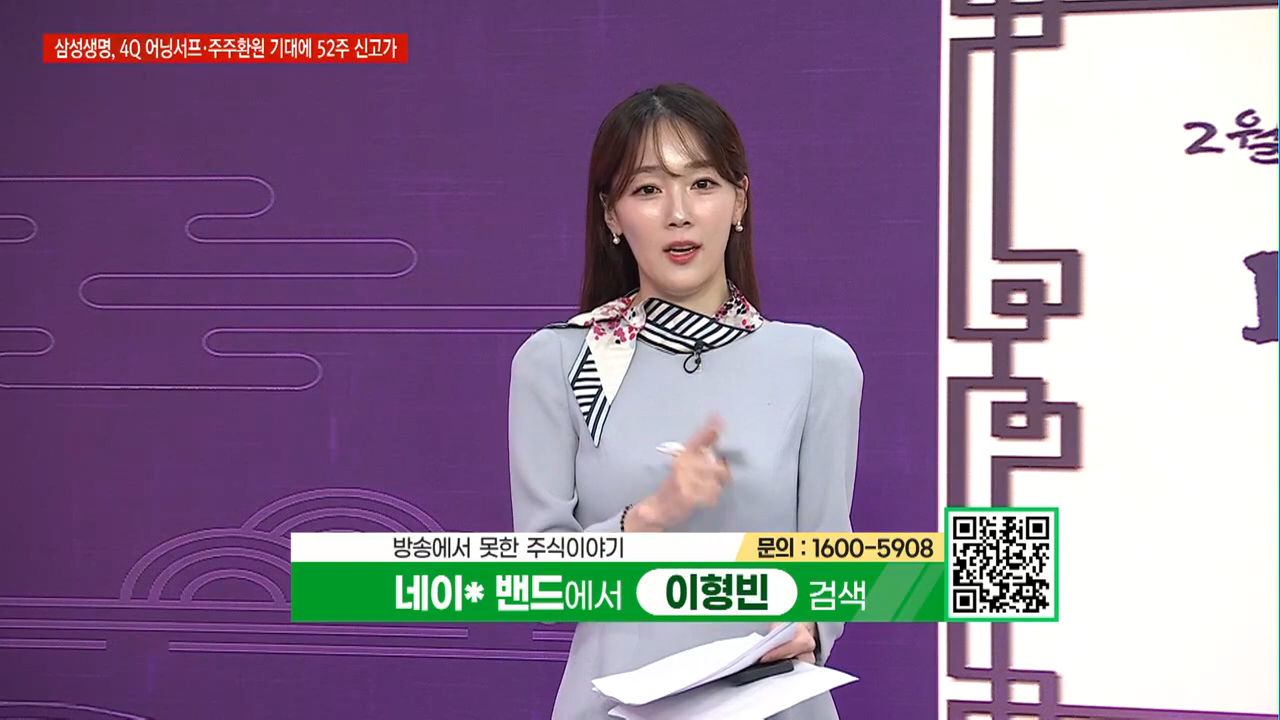 삼성생명, 4Q 어닝서프·주주환원 기대에 52주 신고가
2월
방송에서 못한 주식이야기
문의 : 1600-5908
네이* 밴드에서 이형빈 검색